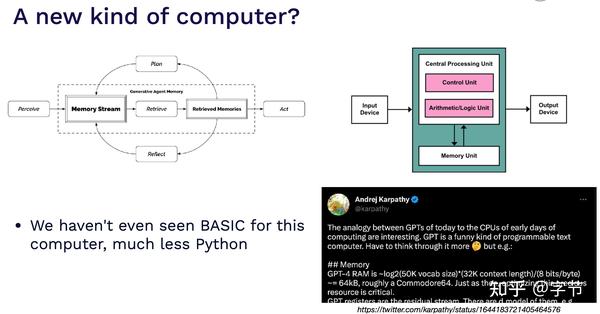 A new kind of computer?
Plan
Generative Agent Memory
Perceive
Memory Stream
Retrieve
Retrieved Memories
Act
Reflect
Central Processing Unit
Control Unit
Arithmetic/Logic Unit
Input
Device
Output
Device
Memory Unit
• We haven't even seen BASIC for this
computer, much less Python
Andrej Karpathy
@karpathy
The analogy between GPTs of today to the CPUs of early days of
computing are interesting. GPT is a funny kind of programmable text
computer. Have to think through it more 🤔 but e.g.:
## Memory
GPT-4 RAM is ~log2(50K vocab size)*(32K context length)/(8 bits/byte)
~= 64kB, roughly a Commodore64. Just as then, optimizing this precious
resource is critical.
GPT registers are the residual stream. There are d_model of them, e.g.
知乎 @字节
https://twitter.com/karpathy/status/1644183721405464576